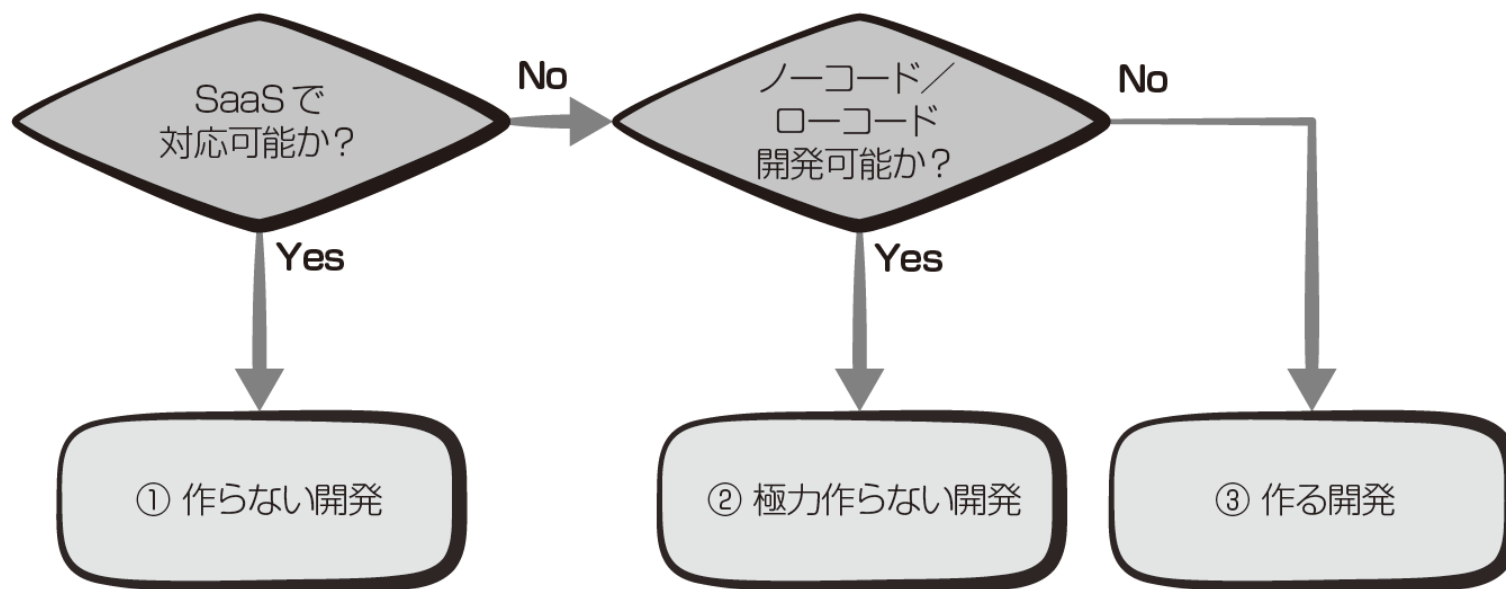 SaaSで
対応可能か？
No
ノーコード／
ローコード
開発可能か？
No
Yes
Yes
① 作らない開発
② 極力作らない開発
③ 作る開発